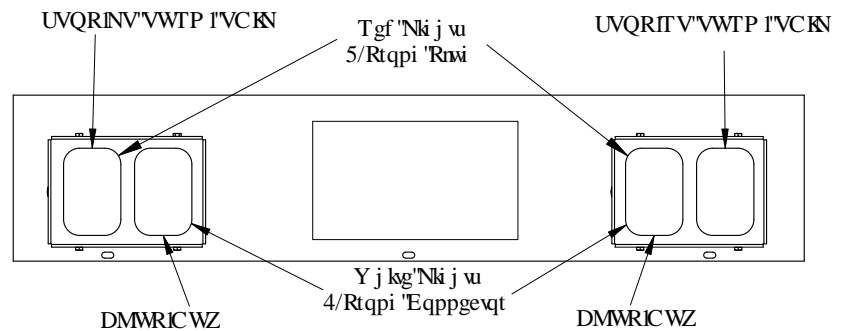 UVQR1NV"VWTP 1"VCKN
Tgf "Nki j vu
5/Rtqpi "Rnwi
UVQR1TV"VWTP 1"VCKN
Y j kvg"Nki j vu
4/Rtqpi "Eqppgevqt
DMWR1CWZ
DMWR1CWZ